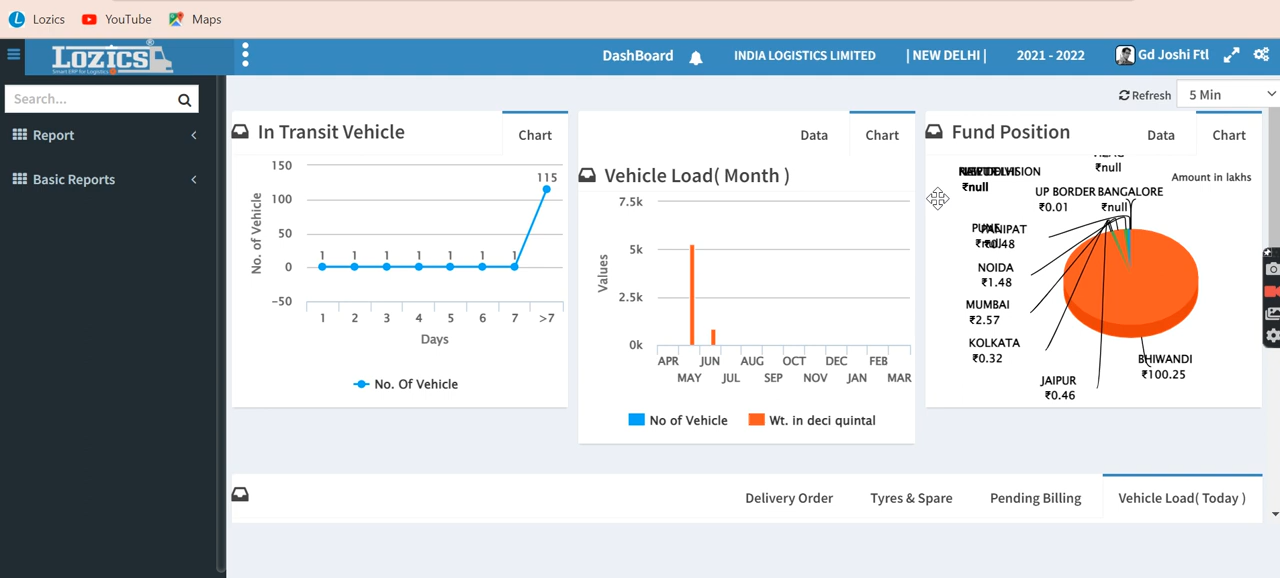 Lozics YouTube Maps
LOZICS®
Smart ERP for Logistics
DashBoard INDIA LOGISTICS LIMITED | NEW DELHI | 2021 - 2022 Gd Joshi Ftl
Search...
Report
Basic Reports
Refresh 5 Min
In Transit Vehicle Chart
150
100
50
0
−50
No. of Vehicle
1 1 1 1 1 1 1 115
1 2 3 4 5 6 7 >7
Days
No. Of Vehicle
Data Chart
Vehicle Load( Month )
7.5k
5k
2.5k
0k
Values
APR JUN AUG OCT DEC FEB
MAY JUL SEP NOV JAN MAR
No of Vehicle Wt. in deci quintal
Fund Position Data Chart
Amount in lakhs
₹null
₹null
UP BORDER
₹0.01
BANGALORE
₹null
PANIPAT
₹0.48
NOIDA
₹1.48
MUMBAI
₹2.57
KOLKATA
₹0.32
JAIPUR
₹0.46
BHIWANDI
₹100.25
Delivery Order Tyres & Spare Pending Billing Vehicle Load( Today )